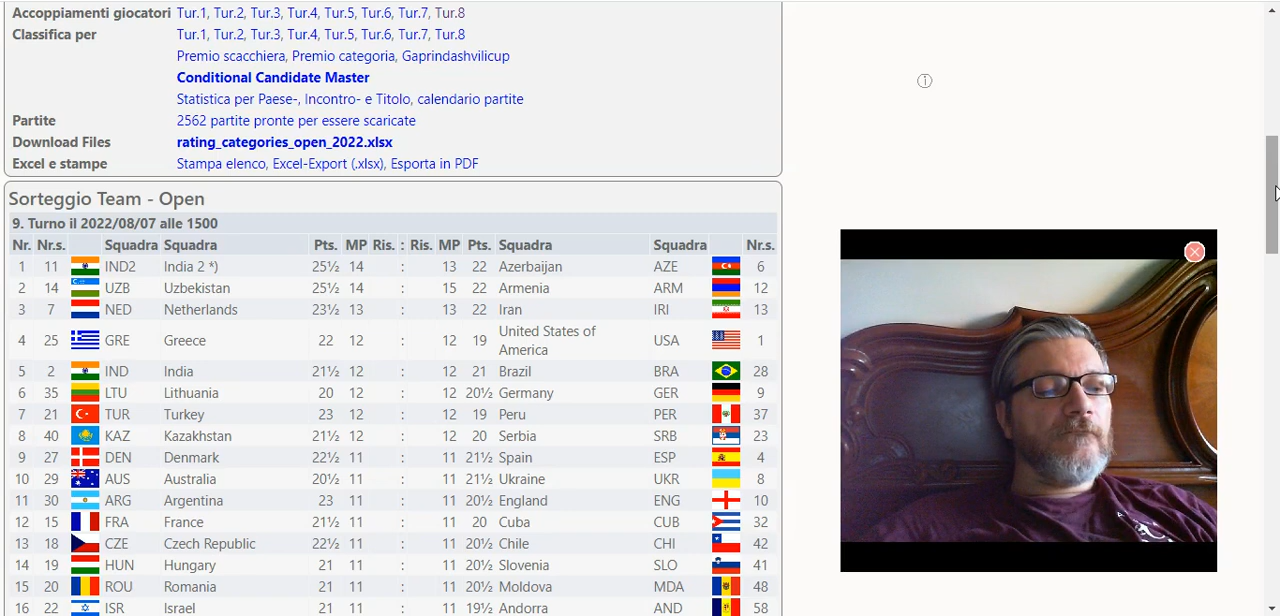 Accoppiamenti giocatori Tur.1, Tur.2, Tur.3, Tur.4, Tur.5, Tur.6, Tur.7, Tur.8
Classifica per Tur.1, Tur.2, Tur.3, Tur.4, Tur.5, Tur.6, Tur.7, Tur.8
Premio scacchiera, Premio categoria, Gaprindashvilicup
Conditional Candidate Master
Statistica per Paese-, Incontro- e Titolo, calendario partite
Partite 2562 partite pronte per essere scaricate
Download Files rating_categories_open_2022.xlsx
Excel e stampe Stampa elenco, Excel-Export (.xlsx), Esporta in PDF
Sorteggio Team - Open
9. Turno il 2022/08/07 alle 1500
Nr. Nr.s. Squadra Squadra Pts. MP Ris. : Ris. MP Pts. Squadra Squadra Nr.s.
1 11 IND2 India 2 *) 25½ 14 : 13 22 Azerbaijan AZE 6
2 14 UZB Uzbekistan 25½ 14 : 15 22 Armenia ARM 12
3 7 NED Netherlands 23½ 13 : 13 22 Iran IRI 13
4 25 GRE Greece 22 12 : 12 19 United States of America USA 1
5 2 IND India 21½ 12 : 12 21 Brazil BRA 28
6 35 LTU Lithuania 20 12 : 12 20½ Germany GER 9
7 21 TUR Turkey 23 12 : 12 19 Peru PER 37
8 40 KAZ Kazakhstan 21½ 12 : 12 20 Serbia SRB 23
9 27 DEN Denmark 22½ 11 : 11 21½ Spain ESP 4
10 29 AUS Australia 20½ 11 : 11 21½ Ukraine UKR 8
11 30 ARG Argentina 23 11 : 11 20½ England ENG 10
12 15 FRA France 21½ 11 : 11 20 Cuba CUB 32
13 18 CZE Czech Republic 22½ 11 : 11 20½ Chile CHI 42
14 19 HUN Hungary 21 11 : 11 20½ Slovenia SLO 41
15 20 ROU Romania 21 11 : 11 20½ Moldova MDA 48
16 22 ISR Israel 21 11 : 11 19½ Andorra AND 58